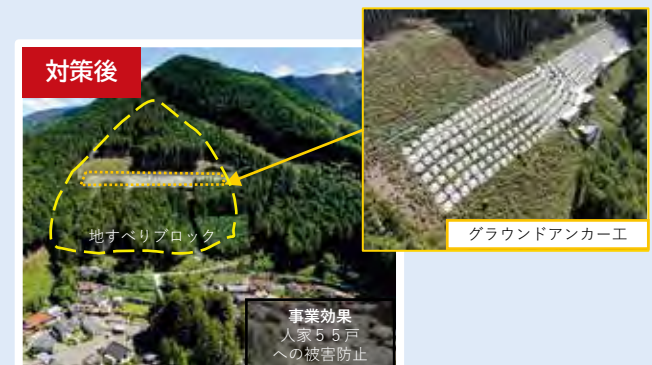 対策後
グラウンドアンカー工
地すべりブロック
事業効果
人家５５戸
への被害防止